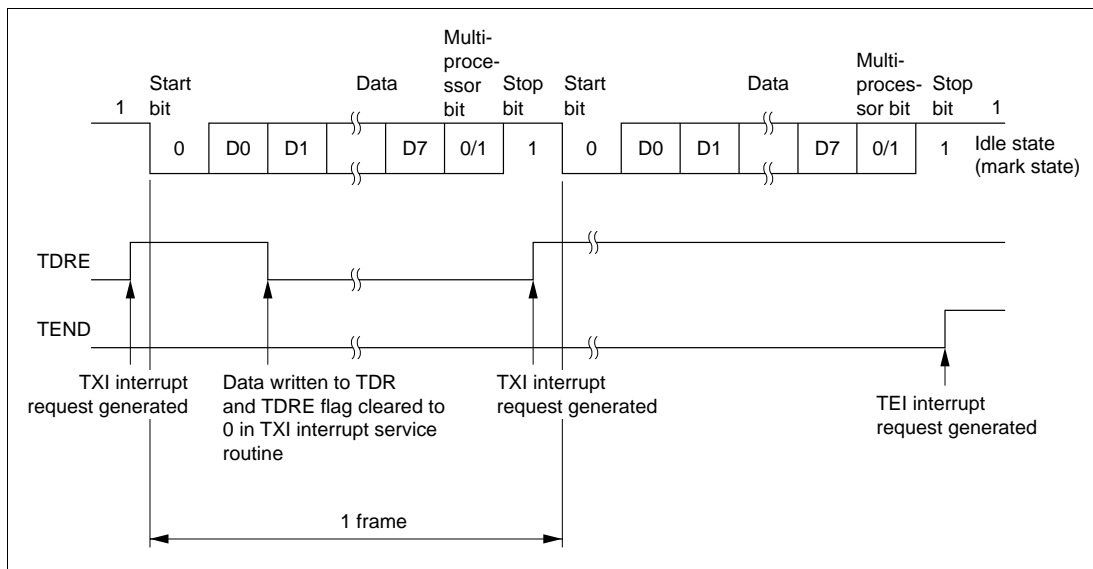 Multi-
proce-
ssor
bit
Start
bit
Data
Stop
bit
Start
bit
Data
Multi-
proces-
sor bit
Stop
bit
1
1
0
D0
D1
D7
0/1
1
0
D0
D1
D7
0/1
1
Idle state
(mark state)
TDRE
TEND
TXI interrupt
request generated
Data written to TDR
and TDRE flag cleared to
0 in TXI interrupt service
routine
TXI interrupt
request generated
TEI interrupt
request generated
1 frame